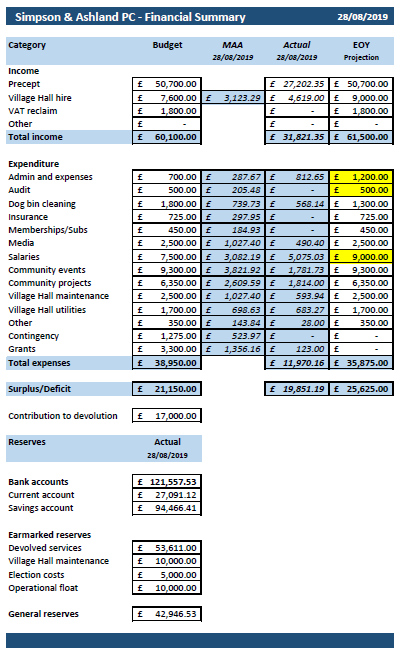 Simpson & Ashland PC - Financial Summary 28/08/2019
Category Budget MAA Actual EOY
28/08/2019 28/08/2019 Projection
Income
Precept £ 50,700.00 £ 27,202.35 £ 50,700.00
Village Hall hire £ 7,600.00 £ 3,123.29 £ 4,619.00 £ 9,000.00
VAT reclaim £ 1,800.00 £ - £ 1,800.00
Other £ - £ - £ -
Total income £ 60,100.00 £ 31,821.35 £ 61,500.00
Expenditure
Admin and expenses £ 700.00 £ 287.67 £ 812.65 £ 1,200.00
Audit £ 500.00 £ 205.48 £ - £ 500.00
Dog bin cleaning £ 1,800.00 £ 739.73 £ 568.14 £ 1,300.00
Insurance £ 725.00 £ 297.95 £ - £ 725.00
Memberships/Subs £ 450.00 £ 184.93 £ - £ 450.00
Media £ 2,500.00 £ 1,027.40 £ 490.40 £ 2,500.00
Salaries £ 7,500.00 £ 3,082.19 £ 5,075.03 £ 9,000.00
Community events £ 9,300.00 £ 3,821.92 £ 1,781.73 £ 9,300.00
Community projects £ 6,350.00 £ 2,609.59 £ 1,814.00 £ 6,350.00
Village Hall maintenance £ 2,500.00 £ 1,027.40 £ 593.94 £ 2,500.00
Village Hall utilities £ 1,700.00 £ 698.63 £ 683.27 £ 1,700.00
Other £ 350.00 £ 143.84 £ 28.00 £ 350.00
Contingency £ 1,275.00 £ 523.97 £ - £ -
Grants £ 3,300.00 £ 1,356.16 £ 123.00 £ -
Total expenses £ 38,950.00 £ 11,970.16 £ 35,875.00
Surplus/Deficit £ 21,150.00 £ 19,851.19 £ 25,625.00
Contribution to devolution £ 17,000.00
Reserves Actual
28/08/2019
Bank accounts £ 121,557.53
Current account £ 27,091.12
Savings account £ 94,466.41
Earmarked reserves
Devolved services £ 53,611.00
Village Hall maintenance £ 10,000.00
Election costs £ 5,000.00
Operational float £ 10,000.00
General reserves £ 42,946.53